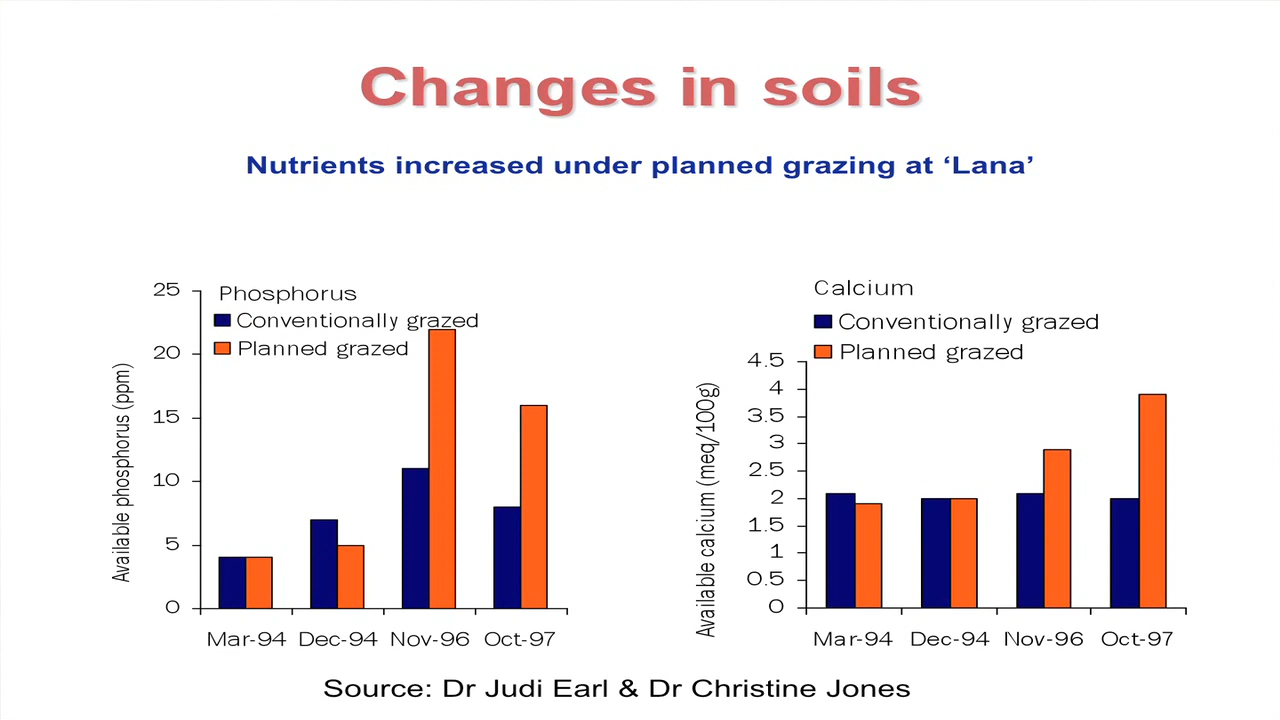 Changes in soils
Nutrients increased under planned grazing at ‘Lana’
Phosphorus
Conventionally grazed
Planned grazed
Available phosphorus (ppm)
25
20
15
10
5
0
Mar-94 Dec-94 Nov-96 Oct-97
Calcium
Conventionally grazed
Planned grazed
Available calcium (meq/100g)
4.5
4
3.5
3
2.5
2
1.5
1
0.5
0
Mar-94 Dec-94 Nov-96 Oct-97
Source: Dr Judi Earl & Dr Christine Jones